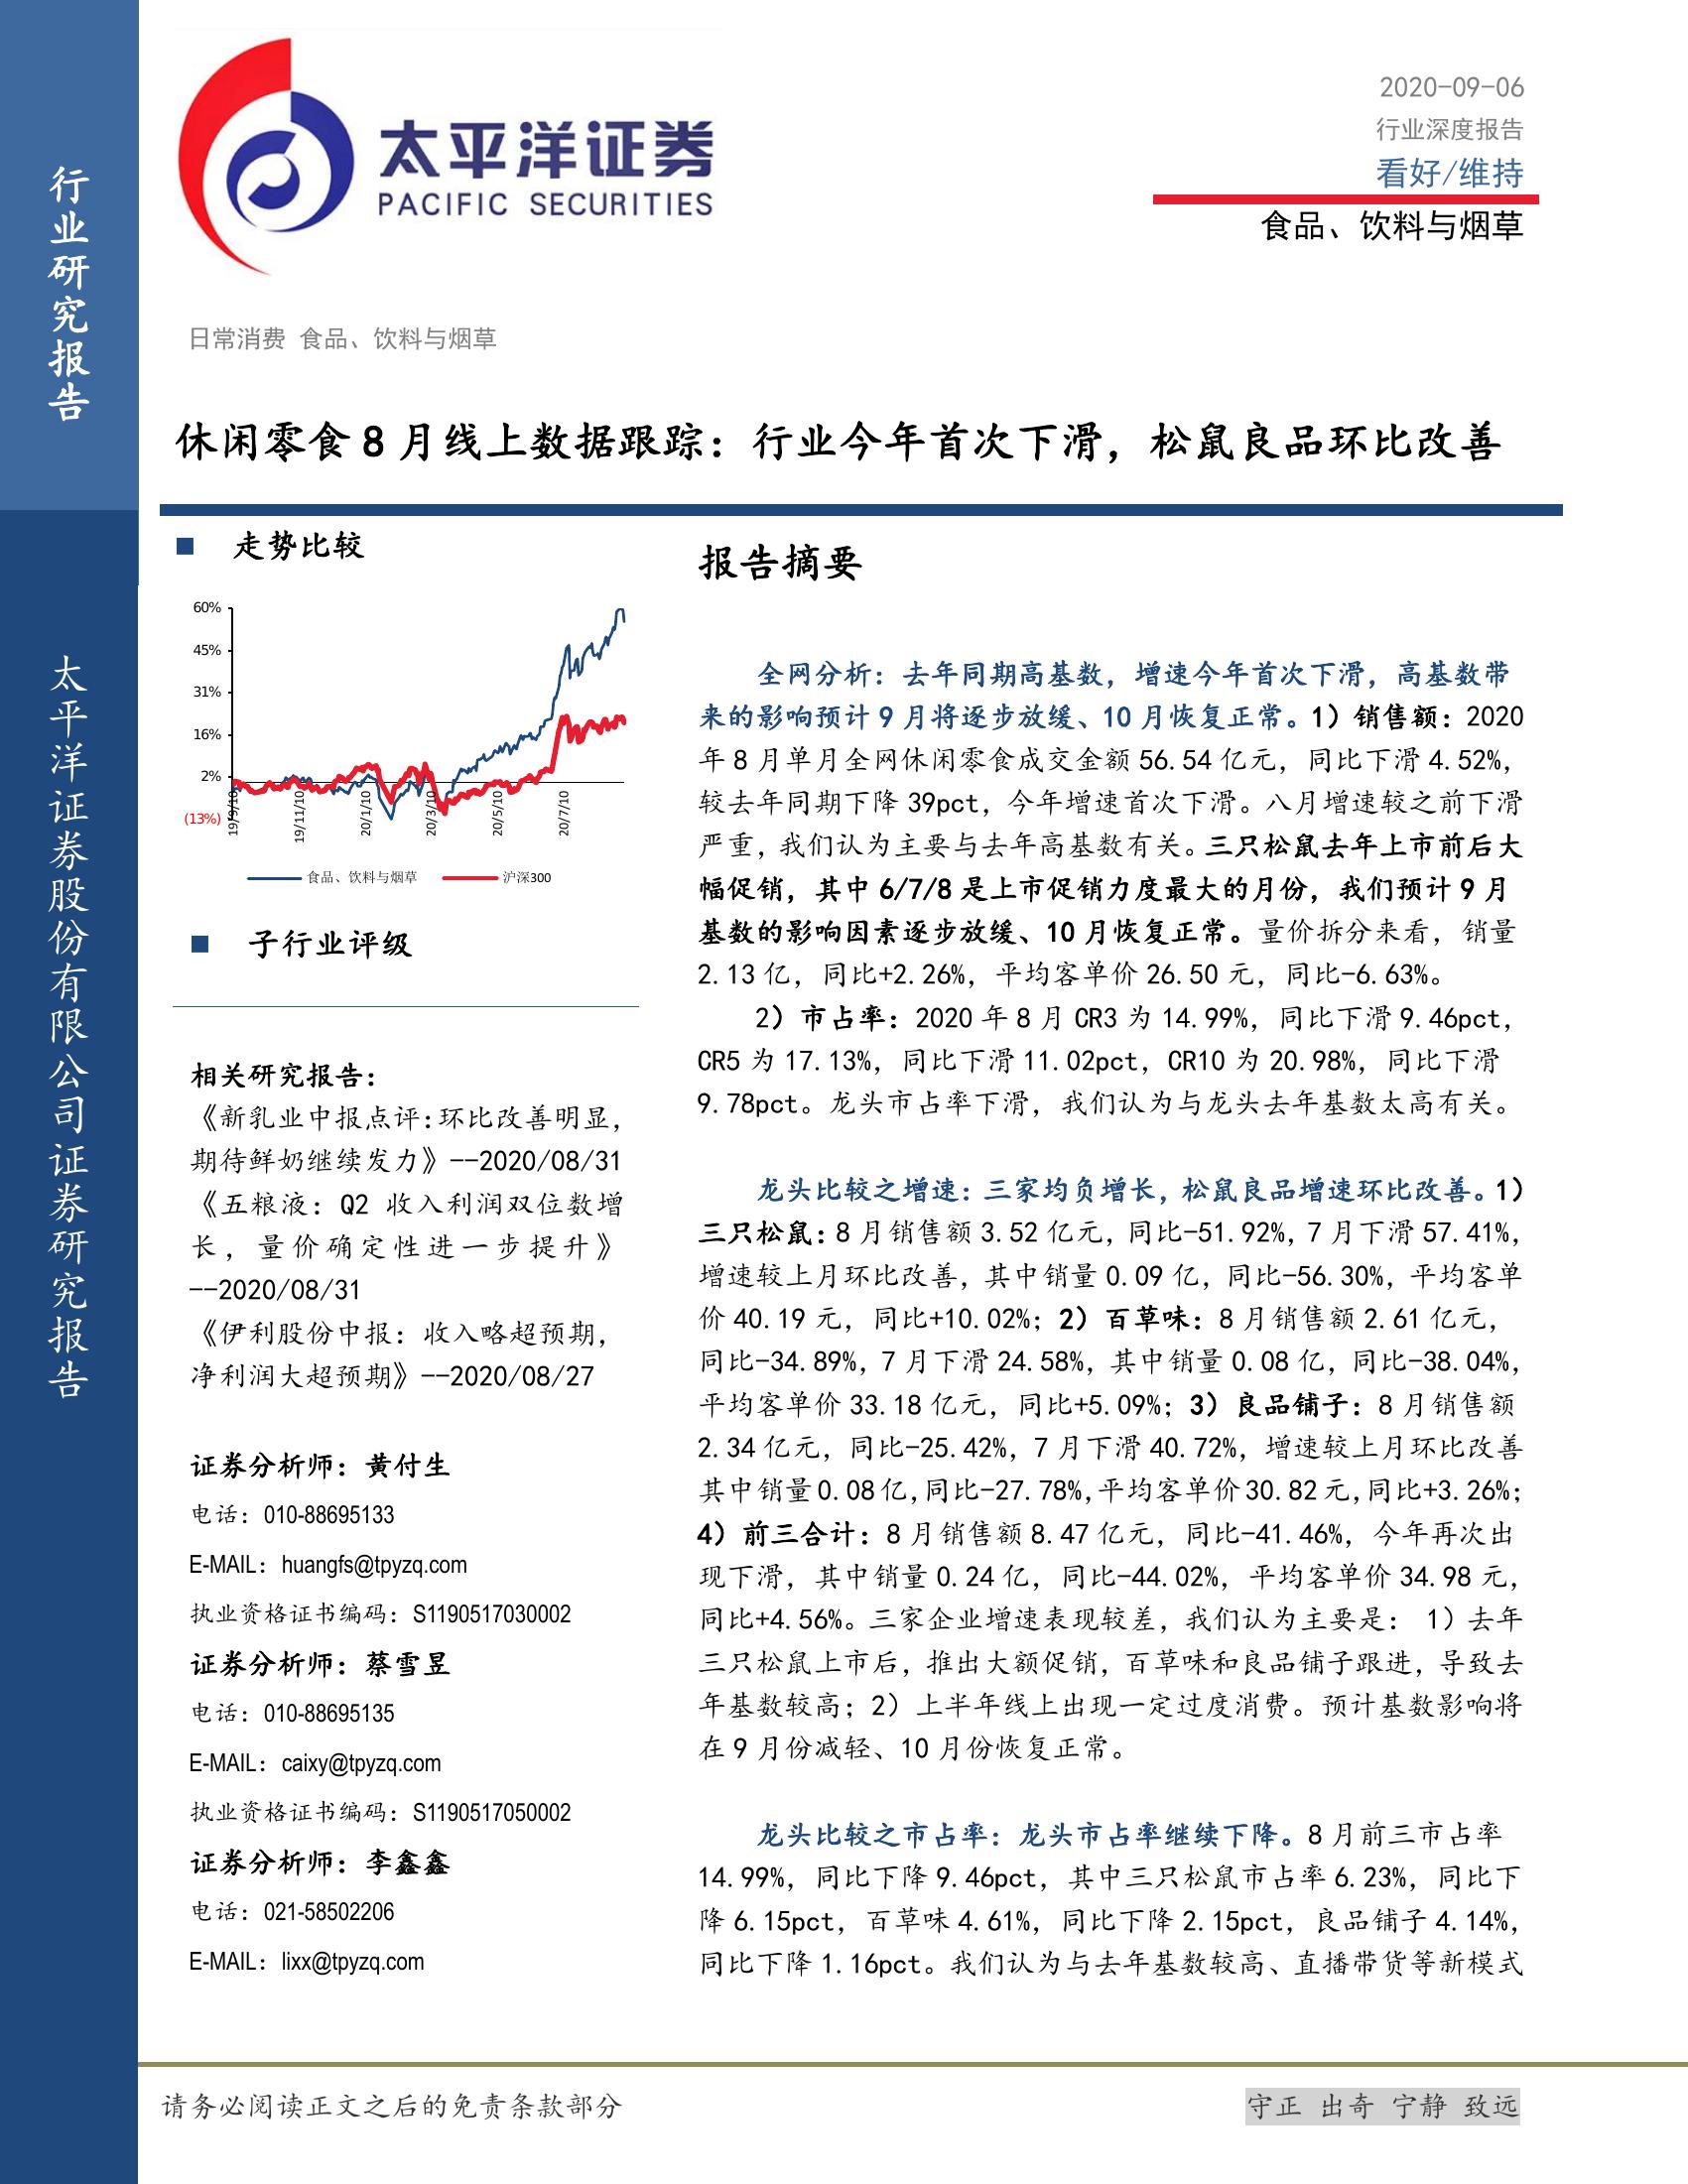 行业研究报告
太平洋证券股份有限公司证券研究报告
太平洋证券
PACIFIC SECURITIES
2020-09-06
行业深度报告
看好/维持
食品、饮料与烟草
日常消费 食品、饮料与烟草
休闲零食 8 月线上数据跟踪：行业今年首次下滑，松鼠良品环比改善
■ 走势比较
60%
45%
31%
16%
2%
(13%)
19/9/10
19/11/10
20/1/10
20/3/10
20/5/10
20/7/10
食品、饮料与烟草
沪深300
■ 子行业评级
相关研究报告：
《新乳业中报点评:环比改善明显，
期待鲜奶继续发力》--2020/08/31
《五粮液：Q2 收入利润双位数增
长，量价确定性进一步提升》
--2020/08/31
《伊利股份中报：收入略超预期，
净利润大超预期》--2020/08/27
证券分析师：黄付生
电话：010-88695133
E-MAIL：huangfs@tpyzq.com
执业资格证书编码：S1190517030002
证券分析师：蔡雪昱
电话：010-88695135
E-MAIL：caixy@tpyzq.com
执业资格证书编码：S1190517050002
证券分析师：李鑫鑫
电话：021-58502206
E-MAIL：lixx@tpyzq.com
报告摘要
全网分析：去年同期高基数，增速今年首次下滑，高基数带
来的影响预计 9 月将逐步放缓、10 月恢复正常。1）销售额：2020
年 8 月单月全网休闲零食成交金额 56.54 亿元，同比下滑 4.52%，
较去年同期下降 39pct，今年增速首次下滑。八月增速较之前下滑
严重，我们认为主要与去年高基数有关。三只松鼠去年上市前后大
幅促销，其中 6/7/8 是上市促销力度最大的月份，我们预计 9 月
基数的影响因素逐步放缓、10 月恢复正常。量价拆分来看，销量
2.13 亿，同比+2.26%，平均客单价 26.50 元，同比-6.63%。
2）市占率：2020 年 8 月 CR3 为 14.99%，同比下滑 9.46pct，
CR5 为 17.13%，同比下滑 11.02pct，CR10 为 20.98%，同比下滑
9.78pct。龙头市占率下滑，我们认为与龙头去年基数太高有关。
龙头比较之增速：三家均负增长，松鼠良品增速环比改善。1）
三只松鼠：8 月销售额 3.52 亿元，同比-51.92%，7 月下滑 57.41%，
增速较上月环比改善，其中销量 0.09 亿，同比-56.30%，平均客单
价 40.19 元，同比+10.02%；2）百草味：8 月销售额 2.61 亿元，
同比-34.89%，7 月下滑 24.58%，其中销量 0.08 亿，同比-38.04%，
平均客单价 33.18 亿元，同比+5.09%；3）良品铺子：8 月销售额
2.34 亿元，同比-25.42%，7 月下滑 40.72%，增速较上月环比改善
其中销量 0.08 亿，同比-27.78%，平均客单价 30.82 元，同比+3.26%；
4）前三合计：8 月销售额 8.47 亿元，同比-41.46%，今年再次出
现下滑，其中销量 0.24 亿，同比-44.02%，平均客单价 34.98 元，
同比+4.56%。三家企业增速表现较差，我们认为主要是： 1）去年
三只松鼠上市后，推出大额促销，百草味和良品铺子跟进，导致去
年基数较高；2）上半年线上出现一定过度消费。预计基数影响将
在 9 月份减轻、10 月份恢复正常。
龙头比较之市占率：龙头市占率继续下降。8 月前三市占率
14.99%，同比下降 9.46pct，其中三只松鼠市占率 6.23%，同比下
降 6.15pct，百草味 4.61%，同比下降 2.15pct，良品铺子 4.14%，
同比下降 1.16pct。我们认为与去年基数较高、直播带货等新模式
请务必阅读正文之后的免责条款部分
守正 出奇 宁静 致远